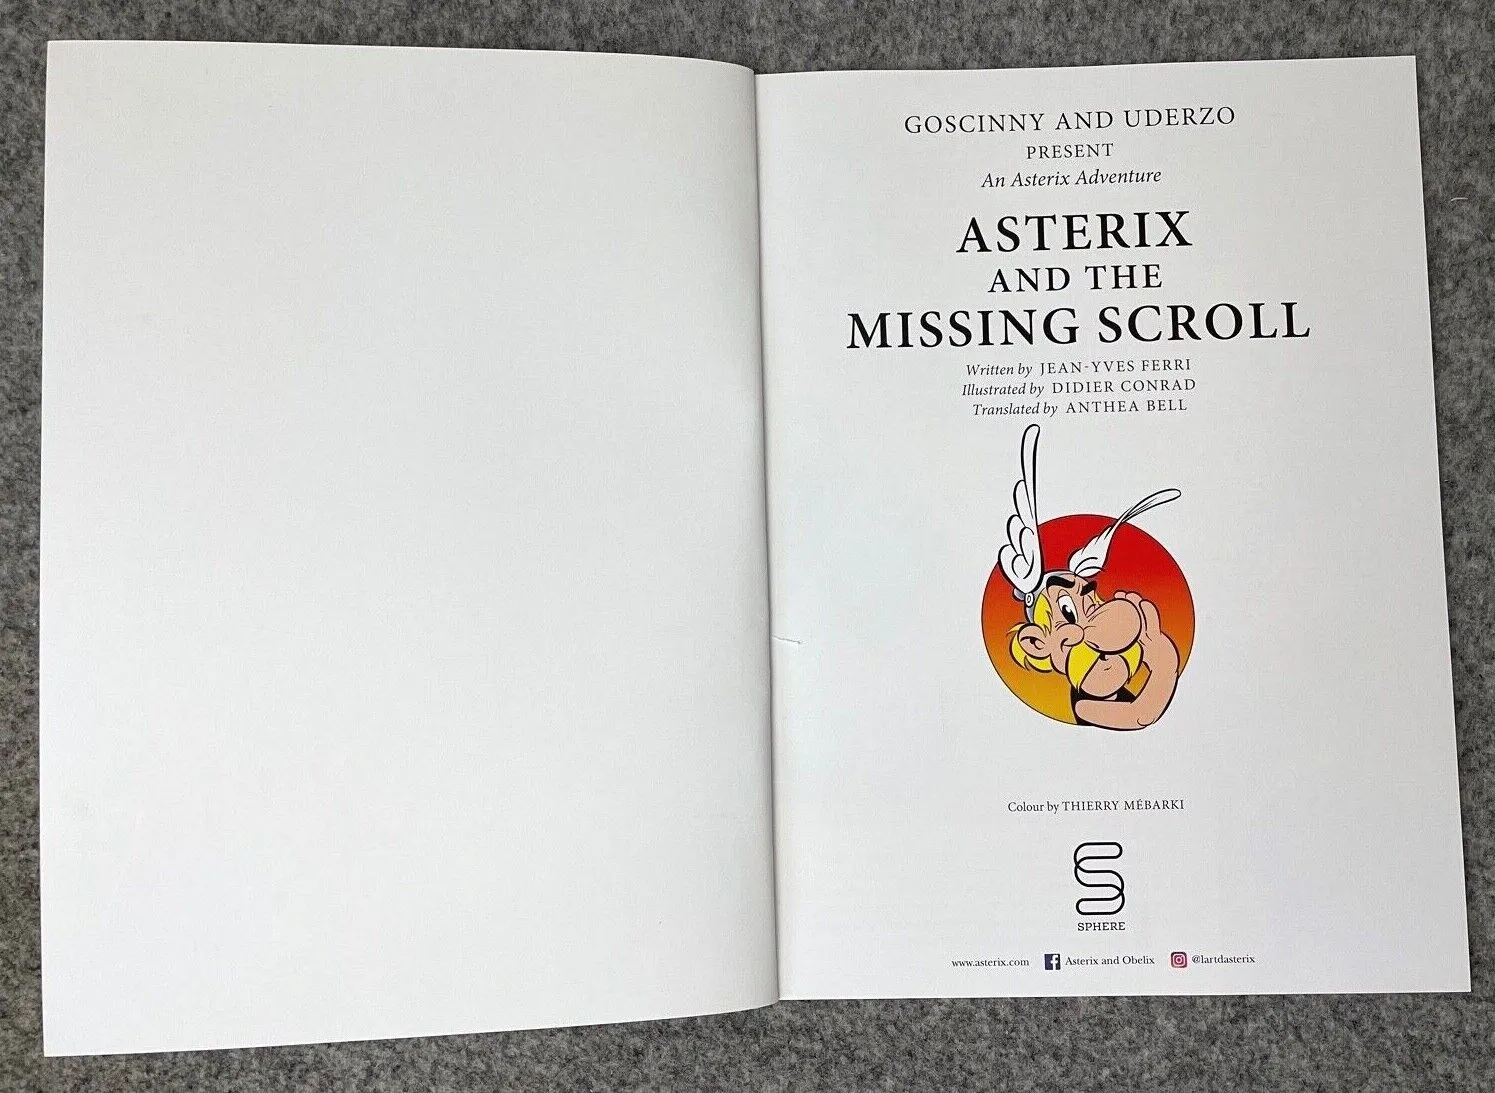 GOSCINNY AND UDERZO
PRESENT
An Asterix Adventure
ASTERIX
AND THE
MISSING SCROLL
Written by JEAN-YVES FERRI
Illustrated by DIDIER CONRAD
Translated by ANTHEA BELL
Colour by THIERRY MÉBARKI
SPHERE
www.asterix.com Asterix and Obelix @lartdasterix